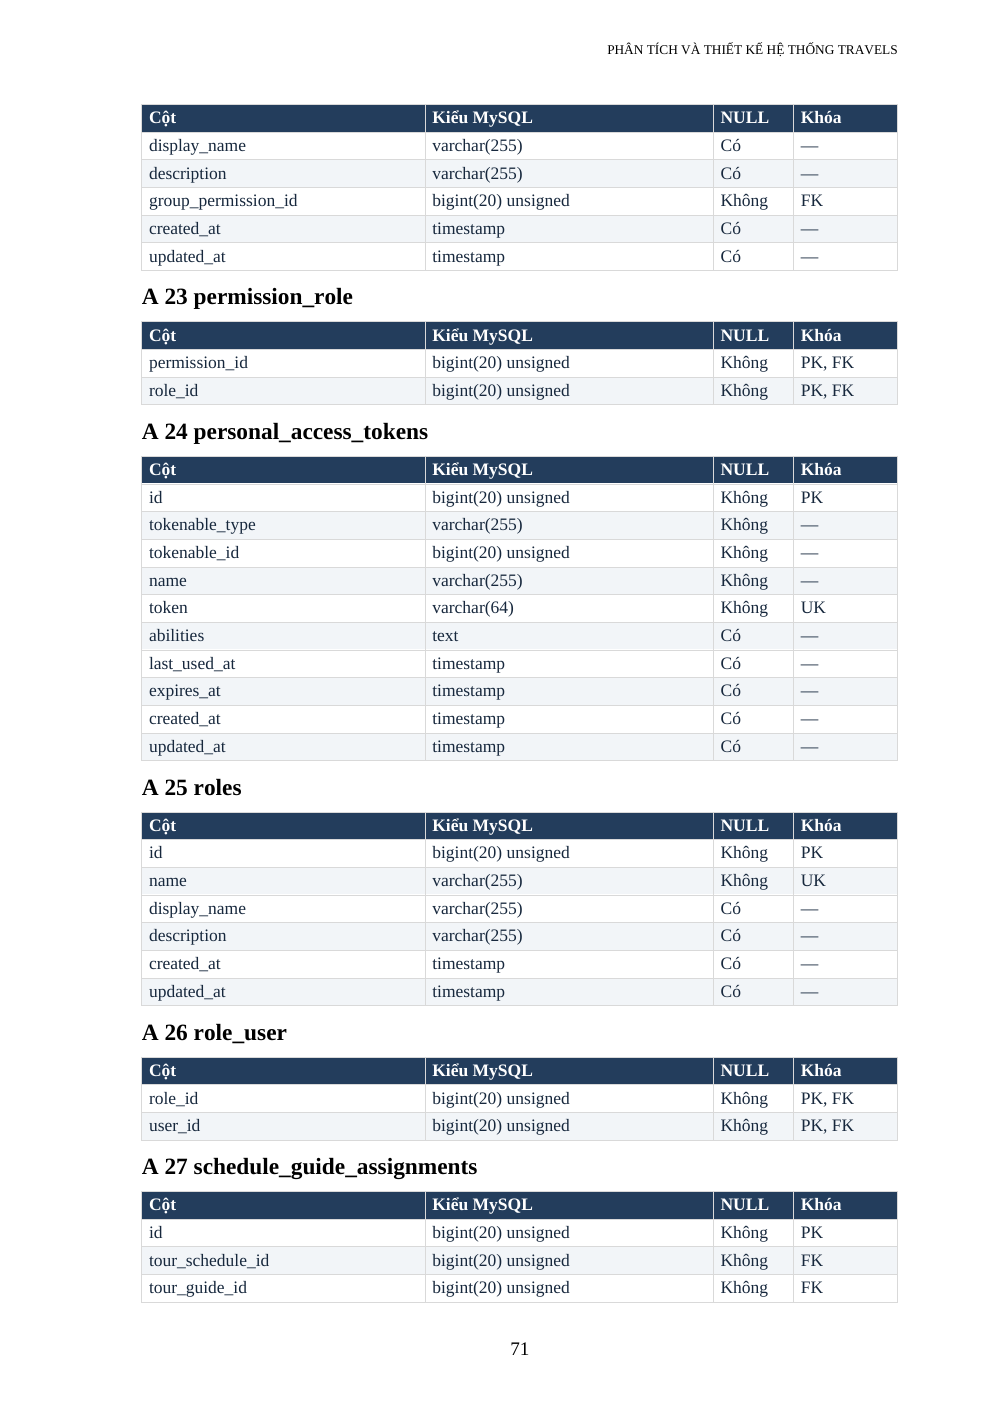 PHÂN TÍCH VÀ THIẾT KẾ HỆ THỐNG TRAVELS
Cột Kiểu MySQL NULL Khóa
display_name varchar(255) Có —
description varchar(255) Có —
group_permission_id bigint(20) unsigned Không FK
created_at timestamp Có —
updated_at timestamp Có —
A 23 permission_role
Cột Kiểu MySQL NULL Khóa
permission_id bigint(20) unsigned Không PK, FK
role_id bigint(20) unsigned Không PK, FK
A 24 personal_access_tokens
Cột Kiểu MySQL NULL Khóa
id bigint(20) unsigned Không PK
tokenable_type varchar(255) Không —
tokenable_id bigint(20) unsigned Không —
name varchar(255) Không —
token varchar(64) Không UK
abilities text Có —
last_used_at timestamp Có —
expires_at timestamp Có —
created_at timestamp Có —
updated_at timestamp Có —
A 25 roles
Cột Kiểu MySQL NULL Khóa
id bigint(20) unsigned Không PK
name varchar(255) Không UK
display_name varchar(255) Có —
description varchar(255) Có —
created_at timestamp Có —
updated_at timestamp Có —
A 26 role_user
Cột Kiểu MySQL NULL Khóa
role_id bigint(20) unsigned Không PK, FK
user_id bigint(20) unsigned Không PK, FK
A 27 schedule_guide_assignments
Cột Kiểu MySQL NULL Khóa
id bigint(20) unsigned Không PK
tour_schedule_id bigint(20) unsigned Không FK
tour_guide_id bigint(20) unsigned Không FK
71